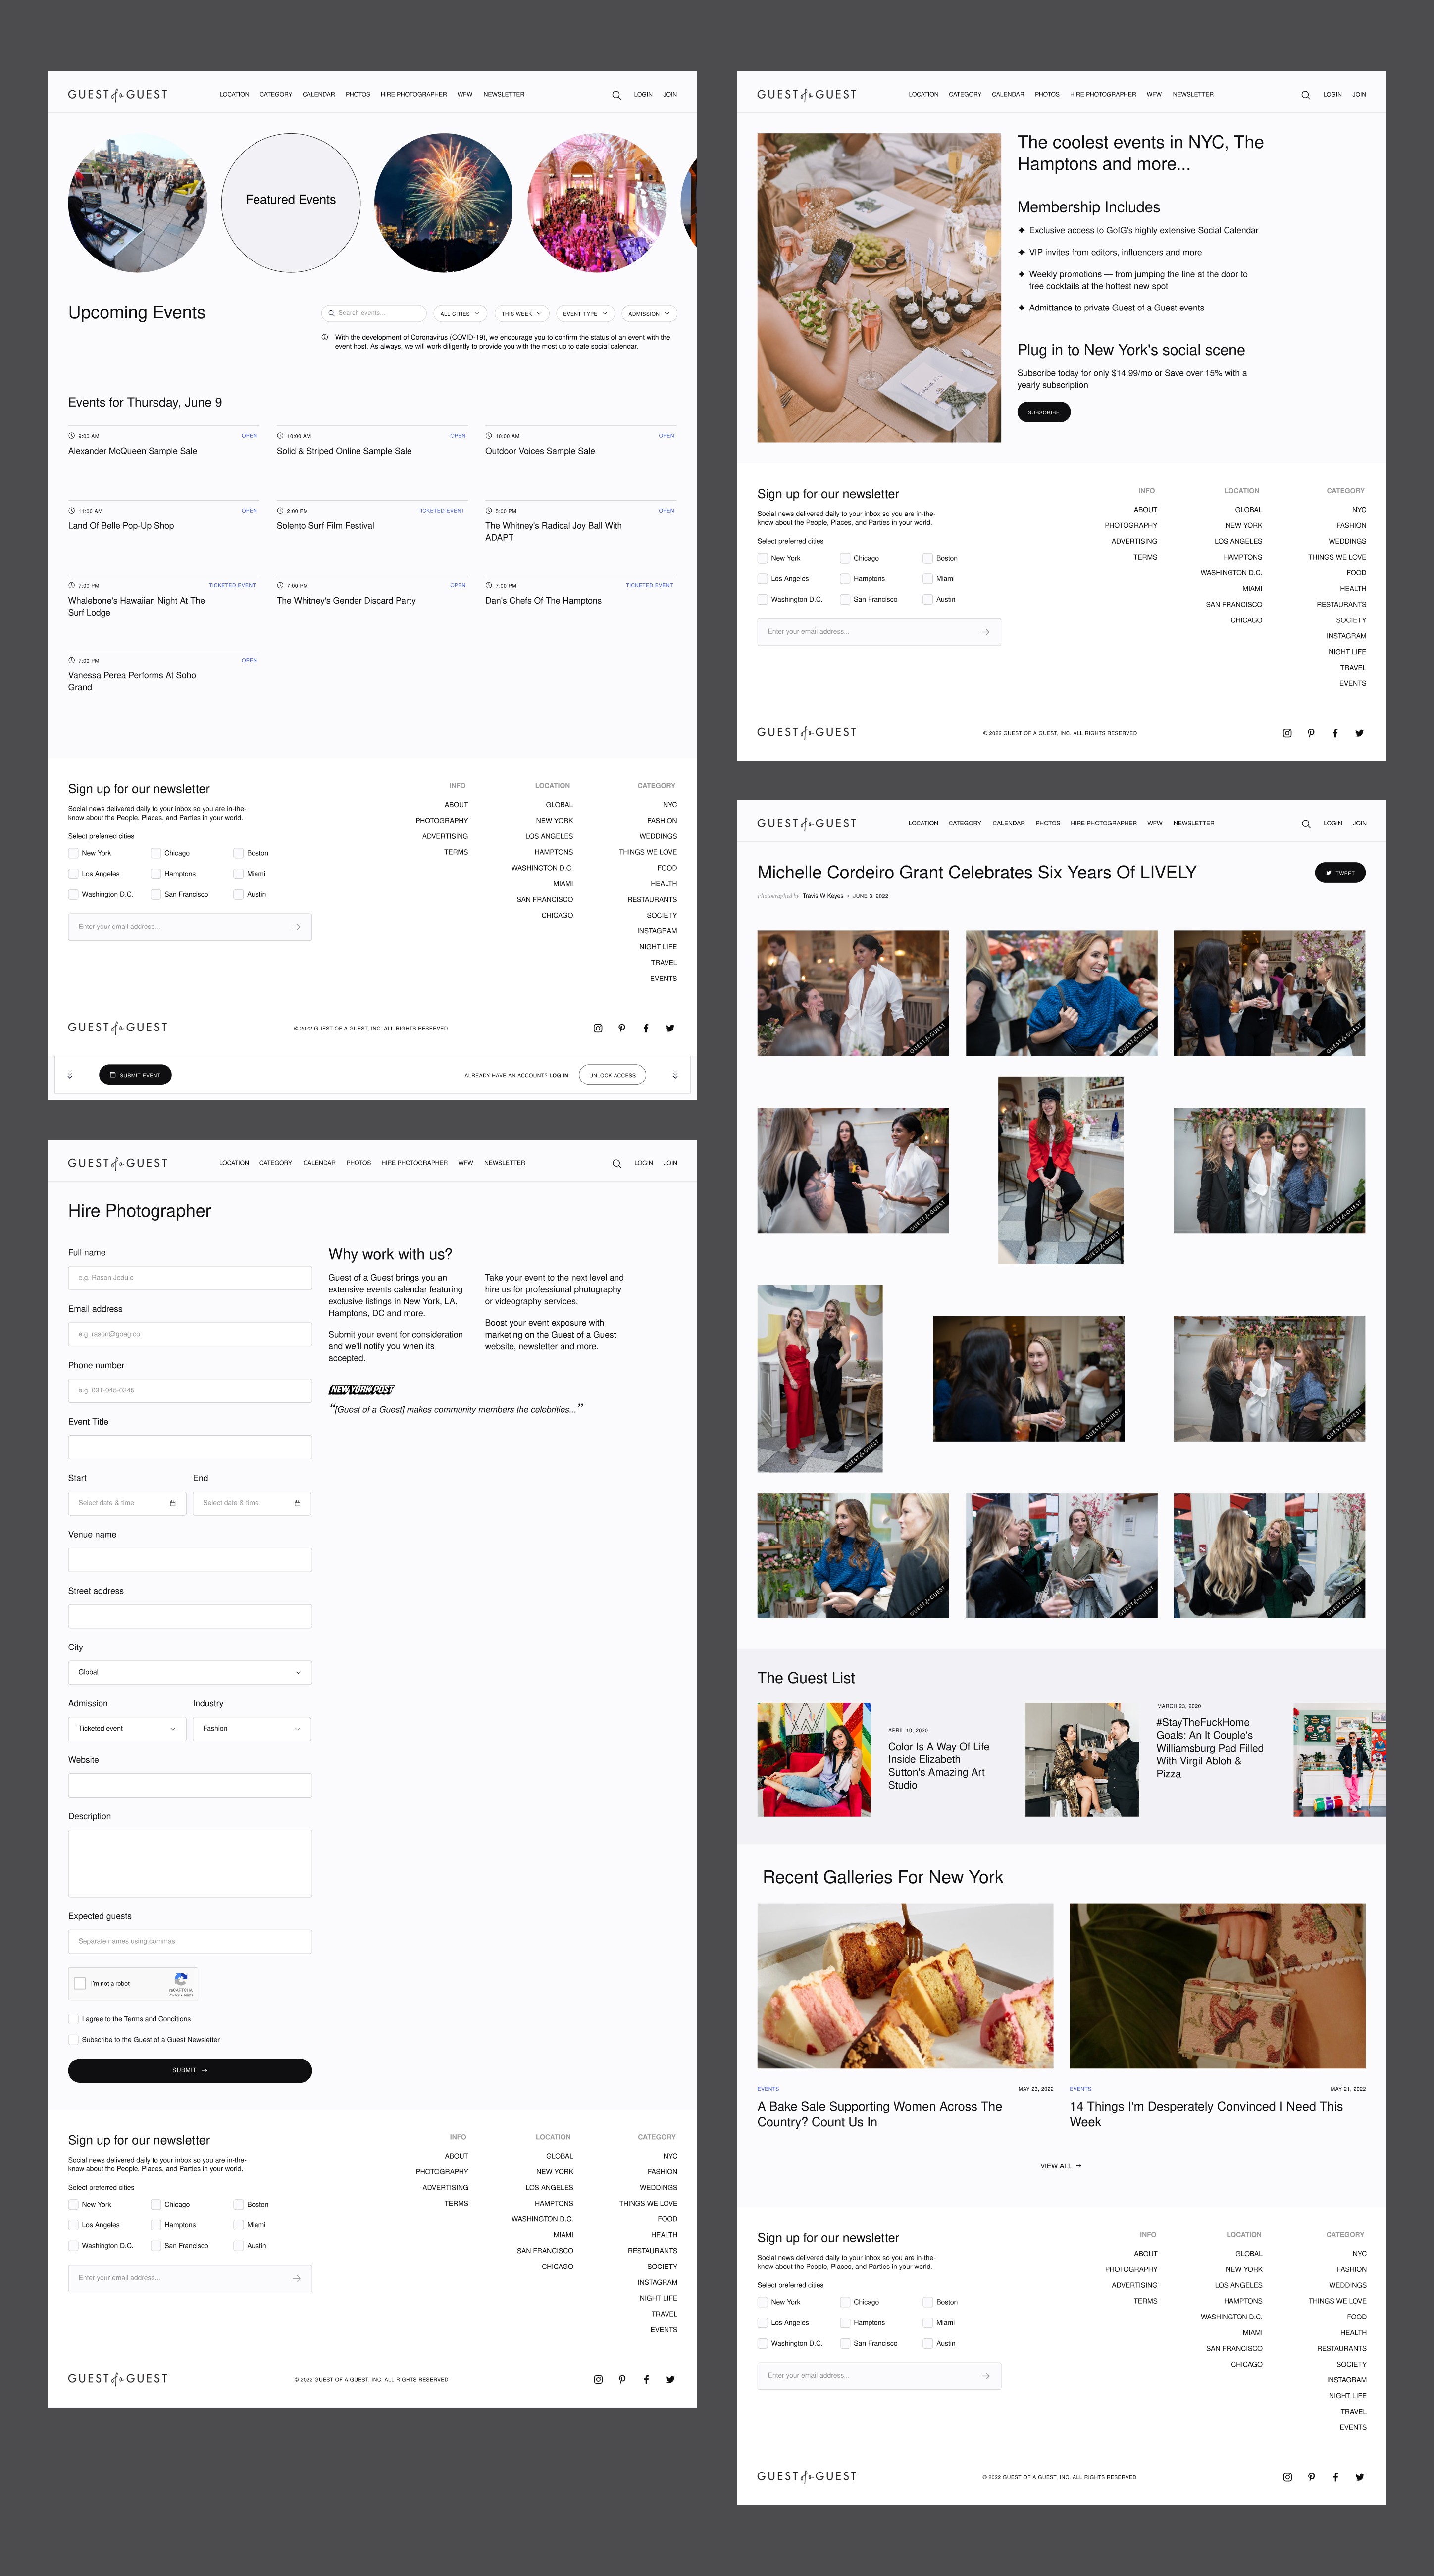 GUEST of a GUEST
LOCATION CATEGORY CALENDAR PHOTOS HIRE PHOTOGRAPHER WFW NEWSLETTER LOGIN JOIN
Featured Events
Upcoming Events
Search events...
ALL CITIES
THIS WEEK
EVENT TYPE
ADMISSION
With the development of Coronavirus (COVID-19), we encourage you to confirm the status of an event with the
event host. As always, we will work diligently to provide you with the most up to date social calendar.
Events for Thursday, June 9
9:00 AM OPEN
Alexander McQueen Sample Sale
10:00 AM OPEN
Solid & Striped Online Sample Sale
10:00 AM OPEN
Outdoor Voices Sample Sale
11:00 AM OPEN
Land Of Belle Pop-Up Shop
2:00 PM TICKETED EVENT
Solento Surf Film Festival
5:00 PM OPEN
The Whitney's Radical Joy Ball With
ADAPT
7:00 PM TICKETED EVENT
Whalebone's Hawaiian Night At The
Surf Lodge
7:00 PM OPEN
The Whitney's Gender Discard Party
7:00 PM TICKETED EVENT
Dan's Chefs Of The Hamptons
7:00 PM OPEN
Vanessa Perea Performs At Soho
Grand
Sign up for our newsletter
Social news delivered daily to your inbox so you are in-the-
know about the People, Places, and Parties in your world.
Select preferred cities
New York Chicago Boston
Los Angeles Hamptons Miami
Washington D.C. San Francisco Austin
Enter your email address...
INFO
ABOUT
PHOTOGRAPHY
ADVERTISING
TERMS
LOCATION
GLOBAL
NEW YORK
LOS ANGELES
HAMPTONS
WASHINGTON D.C.
MIAMI
SAN FRANCISCO
CHICAGO
CATEGORY
NYC
FASHION
WEDDINGS
THINGS WE LOVE
FOOD
HEALTH
RESTAURANTS
SOCIETY
INSTAGRAM
NIGHT LIFE
TRAVEL
EVENTS
GUEST of a GUEST
© 2022 GUEST OF A GUEST, INC. ALL RIGHTS RESERVED
SUBMIT EVENT
ALREADY HAVE AN ACCOUNT? LOG IN
UNLOCK ACCESS
GUEST of a GUEST
LOCATION CATEGORY CALENDAR PHOTOS HIRE PHOTOGRAPHER WFW NEWSLETTER LOGIN JOIN
Hire Photographer
Full name
e.g. Rason Jedulo
Email address
e.g. rason@goag.co
Phone number
e.g. 031-045-0345
Event Title
Start End
Select date & time Select date & time
Venue name
Street address
City
Global
Admission Industry
Ticketed event Fashion
Website
Description
Expected guests
Separate names using commas
I'm not a robot
reCAPTCHA
Privacy - Terms
I agree to the Terms and Conditions
Subscribe to the Guest of a Guest Newsletter
SUBMIT
Why work with us?
Guest of a Guest brings you an
extensive events calendar featuring
exclusive listings in New York, LA,
Hamptons, DC and more.
Submit your event for consideration
and we'll notify you when its
accepted.
Take your event to the next level and
hire us for professional photography
or videography services.
Boost your event exposure with
marketing on the Guest of a Guest
website, newsletter and more.
NEW YORK POST
“[Guest of a Guest] makes community members the celebrities...”
Sign up for our newsletter
Social news delivered daily to your inbox so you are in-the-
know about the People, Places, and Parties in your world.
Select preferred cities
New York Chicago Boston
Los Angeles Hamptons Miami
Washington D.C. San Francisco Austin
Enter your email address...
INFO
ABOUT
PHOTOGRAPHY
ADVERTISING
TERMS
LOCATION
GLOBAL
NEW YORK
LOS ANGELES
HAMPTONS
WASHINGTON D.C.
MIAMI
SAN FRANCISCO
CHICAGO
CATEGORY
NYC
FASHION
WEDDINGS
THINGS WE LOVE
FOOD
HEALTH
RESTAURANTS
SOCIETY
INSTAGRAM
NIGHT LIFE
TRAVEL
EVENTS
GUEST of a GUEST
© 2022 GUEST OF A GUEST, INC. ALL RIGHTS RESERVED
GUEST of a GUEST
LOCATION CATEGORY CALENDAR PHOTOS HIRE PHOTOGRAPHER WFW NEWSLETTER LOGIN JOIN
The coolest events in NYC, The
Hamptons and more...
Membership Includes
Exclusive access to GofG's highly extensive Social Calendar
VIP invites from editors, influencers and more
Weekly promotions — from jumping the line at the door to
free cocktails at the hottest new spot
Admittance to private Guest of a Guest events
Plug in to New York's social scene
Subscribe today for only $14.99/mo or Save over 15% with a
yearly subscription
SUBSCRIBE
Sign up for our newsletter
Social news delivered daily to your inbox so you are in-the-
know about the People, Places, and Parties in your world.
Select preferred cities
New York Chicago Boston
Los Angeles Hamptons Miami
Washington D.C. San Francisco Austin
Enter your email address...
INFO
ABOUT
PHOTOGRAPHY
ADVERTISING
TERMS
LOCATION
GLOBAL
NEW YORK
LOS ANGELES
HAMPTONS
WASHINGTON D.C.
MIAMI
SAN FRANCISCO
CHICAGO
CATEGORY
NYC
FASHION
WEDDINGS
THINGS WE LOVE
FOOD
HEALTH
RESTAURANTS
SOCIETY
INSTAGRAM
NIGHT LIFE
TRAVEL
EVENTS
GUEST of a GUEST
© 2022 GUEST OF A GUEST, INC. ALL RIGHTS RESERVED
GUEST of a GUEST
LOCATION CATEGORY CALENDAR PHOTOS HIRE PHOTOGRAPHER WFW NEWSLETTER LOGIN JOIN
Michelle Cordeiro Grant Celebrates Six Years Of LIVELY
TWEET
Photographed by Travis W Keyes • JUNE 3, 2022
GUEST of a GUEST
GUEST of a GUEST
GUEST of a GUEST
GUEST of a GUEST
GUEST of a GUEST
GUEST of a GUEST
GUEST of a GUEST
GUEST of a GUEST
GUEST of a GUEST
GUEST of a GUEST
GUEST of a GUEST
GUEST of a GUEST
The Guest List
APRIL 10, 2020
Color Is A Way Of Life
Inside Elizabeth
Sutton's Amazing Art
Studio
MARCH 23, 2020
#StayTheFuckHome
Goals: An It Couple's
Williamsburg Pad Filled
With Virgil Abloh &
Pizza
Recent Galleries For New York
EVENTS MAY 23, 2022
A Bake Sale Supporting Women Across The
Country? Count Us In
EVENTS MAY 21, 2022
14 Things I'm Desperately Convinced I Need This
Week
VIEW ALL
Sign up for our newsletter
Social news delivered daily to your inbox so you are in-the-
know about the People, Places, and Parties in your world.
Select preferred cities
New York Chicago Boston
Los Angeles Hamptons Miami
Washington D.C. San Francisco Austin
Enter your email address...
INFO
ABOUT
PHOTOGRAPHY
ADVERTISING
TERMS
LOCATION
GLOBAL
NEW YORK
LOS ANGELES
HAMPTONS
WASHINGTON D.C.
MIAMI
SAN FRANCISCO
CHICAGO
CATEGORY
NYC
FASHION
WEDDINGS
THINGS WE LOVE
FOOD
HEALTH
RESTAURANTS
SOCIETY
INSTAGRAM
NIGHT LIFE
TRAVEL
EVENTS
GUEST of a GUEST
© 2022 GUEST OF A GUEST, INC. ALL RIGHTS RESERVED